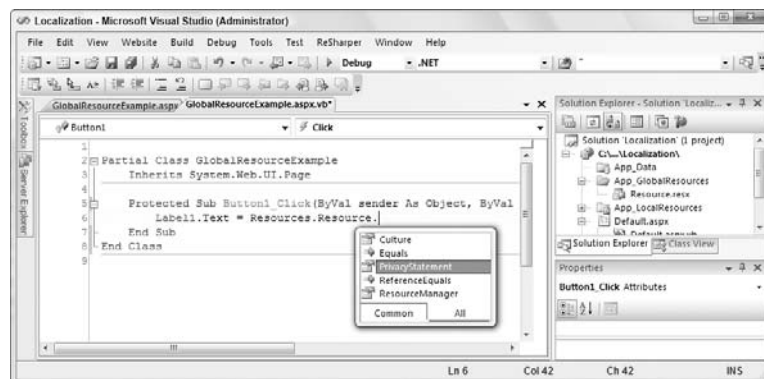 Localization - Microsoft Visual Studio (Administrator)
File Edit View Website Build Debug Tools Test ReSharper Window Help
Debug .NET
GlobalResourceExample.aspx GlobalResourceExample.aspx.vb*
Button1 Click
Toolbox
Server Explorer
1
2 Partial Class GlobalResourceExample
3 Inherits System.Web.UI.Page
4
5 Protected Sub Button1_Click(ByVal sender As Object, ByVal
6 Label1.Text = Resources.Resource.
7 End Sub
8 End Class
9
Culture
Equals
PrivacyStatement
ReferenceEquals
ResourceManager
Common All
Solution Explorer - Solution 'Localiz...
Solution 'Localization' (1 project)
C:\...\Localization\
App_Data
App_GlobalResources
Resource.resx
App_LocalResources
Default.aspx
Default.aspx.vb
Solution Explorer Class View
Properties
Button1_Click Attributes
Ln 6 Col 42 Ch 42 INS